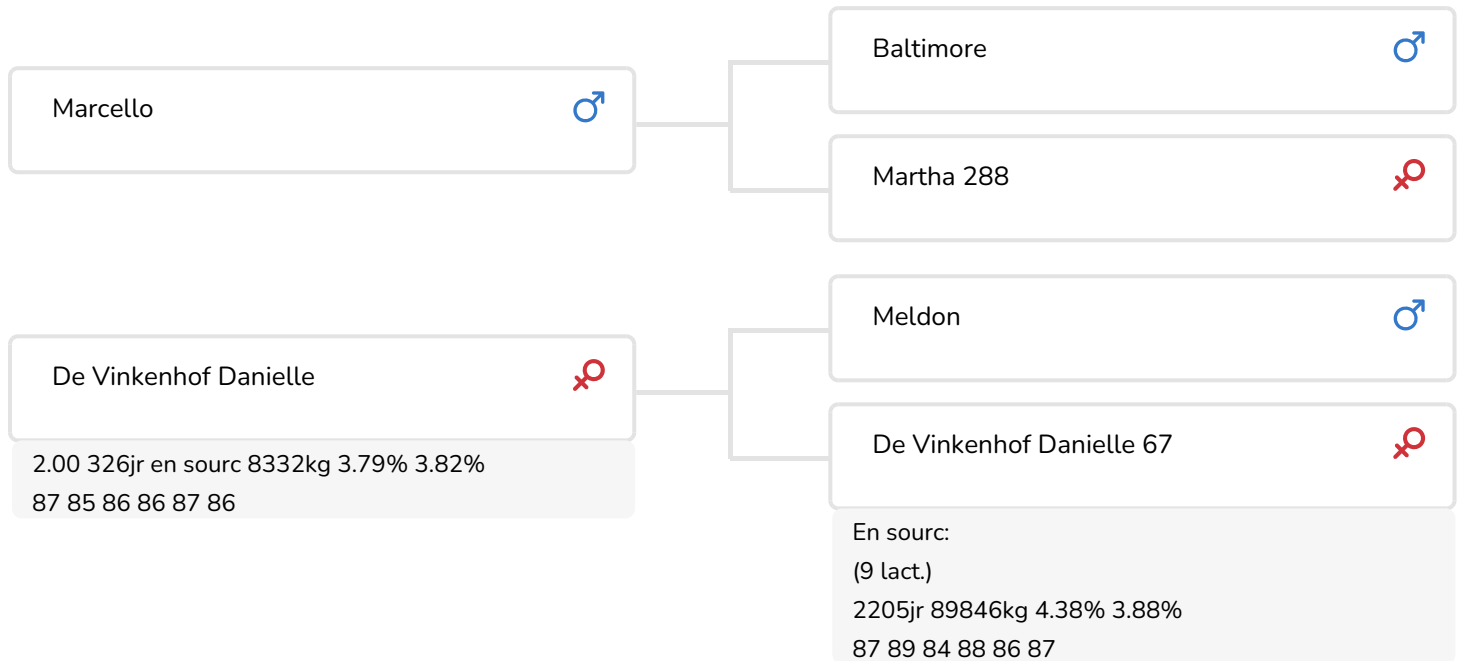 Marcello
Baltimore
Martha 288
De Vinkenhof Danielle
2.00 326jr en sourc 8332kg 3.79% 3.82%
87 85 86 86 87 86
Meldon
De Vinkenhof Danielle 67
En sourc:
(9 lact.)
2205jr 89846kg 4.38% 3.88%
87 89 84 88 86 87